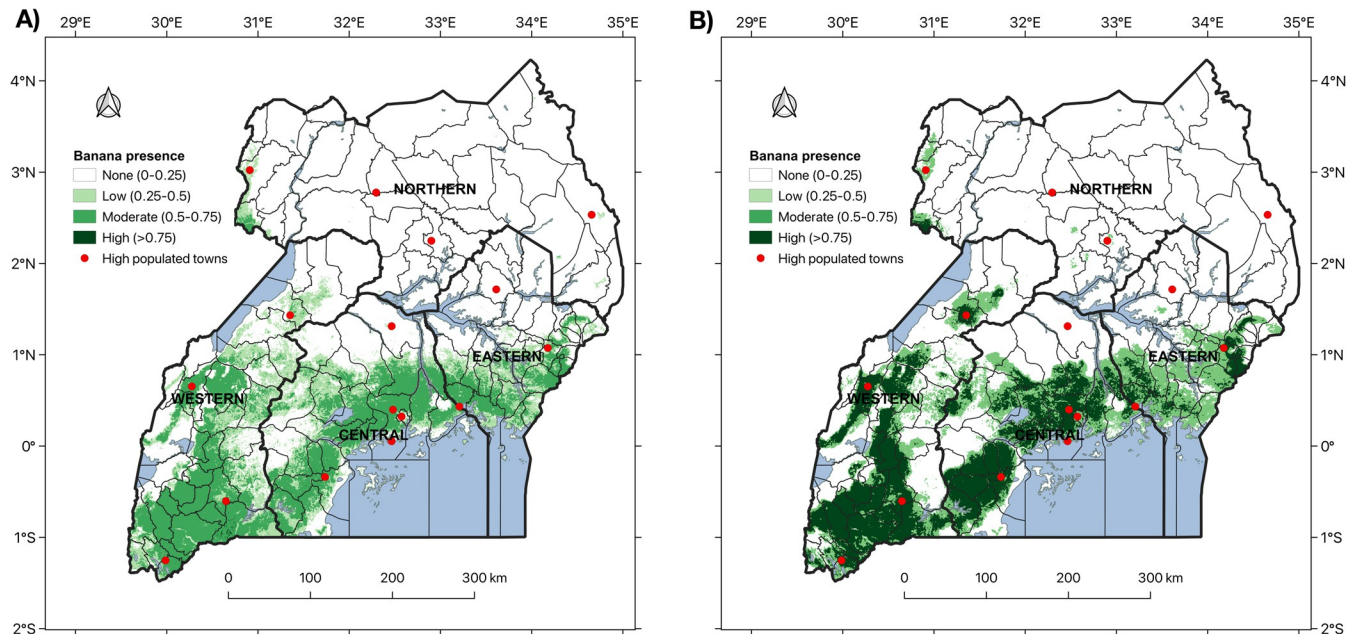 A)
29°E 30°E 31°E 32°E 33°E 34°E 35°E
4°N
3°N
2°N
1°N
0°
1°S
2°S
Banana presence
None (0-0.25)
Low (0.25-0.5)
Moderate (0.5-0.75)
High (>0.75)
High populated towns
NORTHERN
EASTERN
WESTERN
CENTRAL
0 100 200 300 km
B)
29°E 30°E 31°E 32°E 33°E 34°E 35°E
4°N
3°N
2°N
1°N
0°
1°S
2°S
Banana presence
None (0-0.25)
Low (0.25-0.5)
Moderate (0.5-0.75)
High (>0.75)
High populated towns
NORTHERN
EASTERN
WESTERN
CENTRAL
0 100 200 300 km